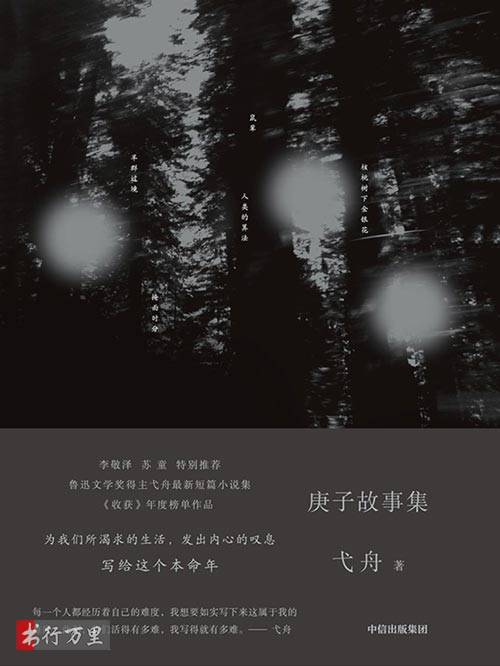 鼠辈
羊群过境
核桃树下金银花
人类的算法
掩面时分
李敬泽 苏童 特别推荐
鲁迅文学奖得主弋舟最新短篇小说集
《收获》年度榜单作品
为我们所渴求的生活，发出内心的叹息
写给这个本命年
庚子故事集
弋舟 著
每一个人都经历着自己的难度，我想要如实写下来这属于我的
们活得有多难，我写得就有多难。—— 弋舟
中信出版集团
书行万里